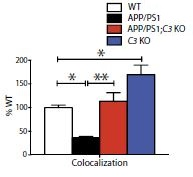 WT
APP/PS1
APP/PS1;C3 KO
C3 KO
*
* **
200
150
100
50
0
% WT
Colocalization